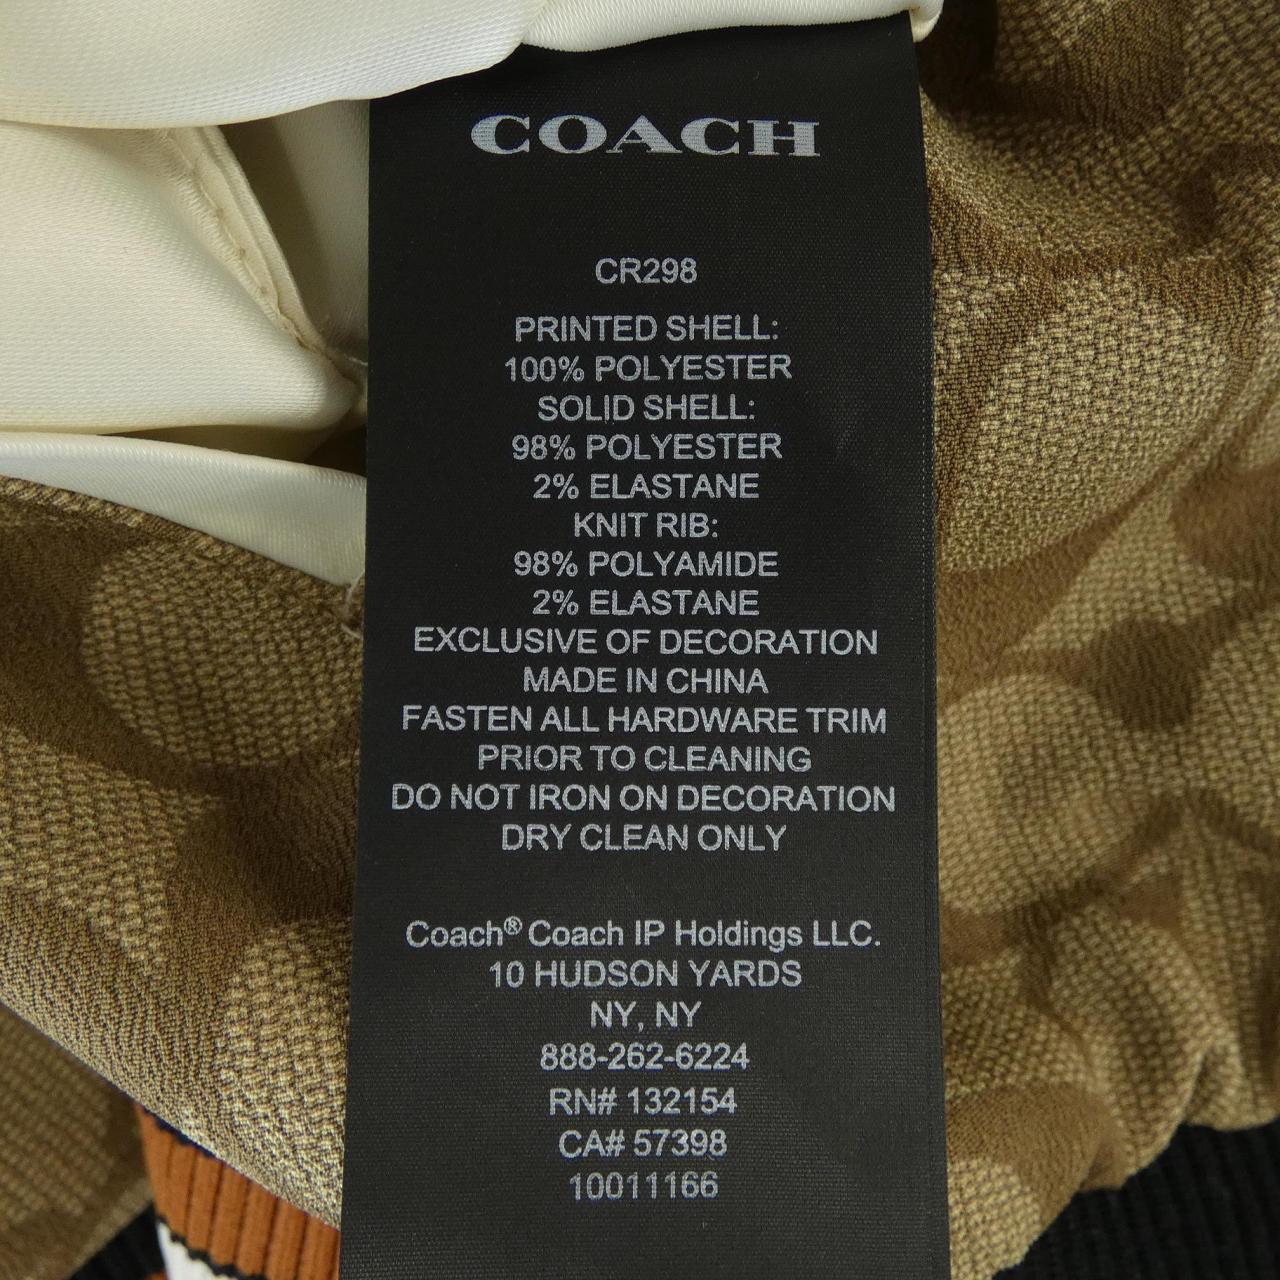 COACH
CR298
PRINTED SHELL:
100% POLYESTER
SOLID SHELL:
98% POLYESTER
2% ELASTANE
KNIT RIB:
98% POLYAMIDE
2% ELASTANE
EXCLUSIVE OF DECORATION
MADE IN CHINA
FASTEN ALL HARDWARE TRIM
PRIOR TO CLEANING
DO NOT IRON ON DECORATION
DRY CLEAN ONLY
Coach® Coach IP Holdings LLC.
10 HUDSON YARDS
NY, NY
888-262-6224
RN# 132154
CA# 57398
10011166